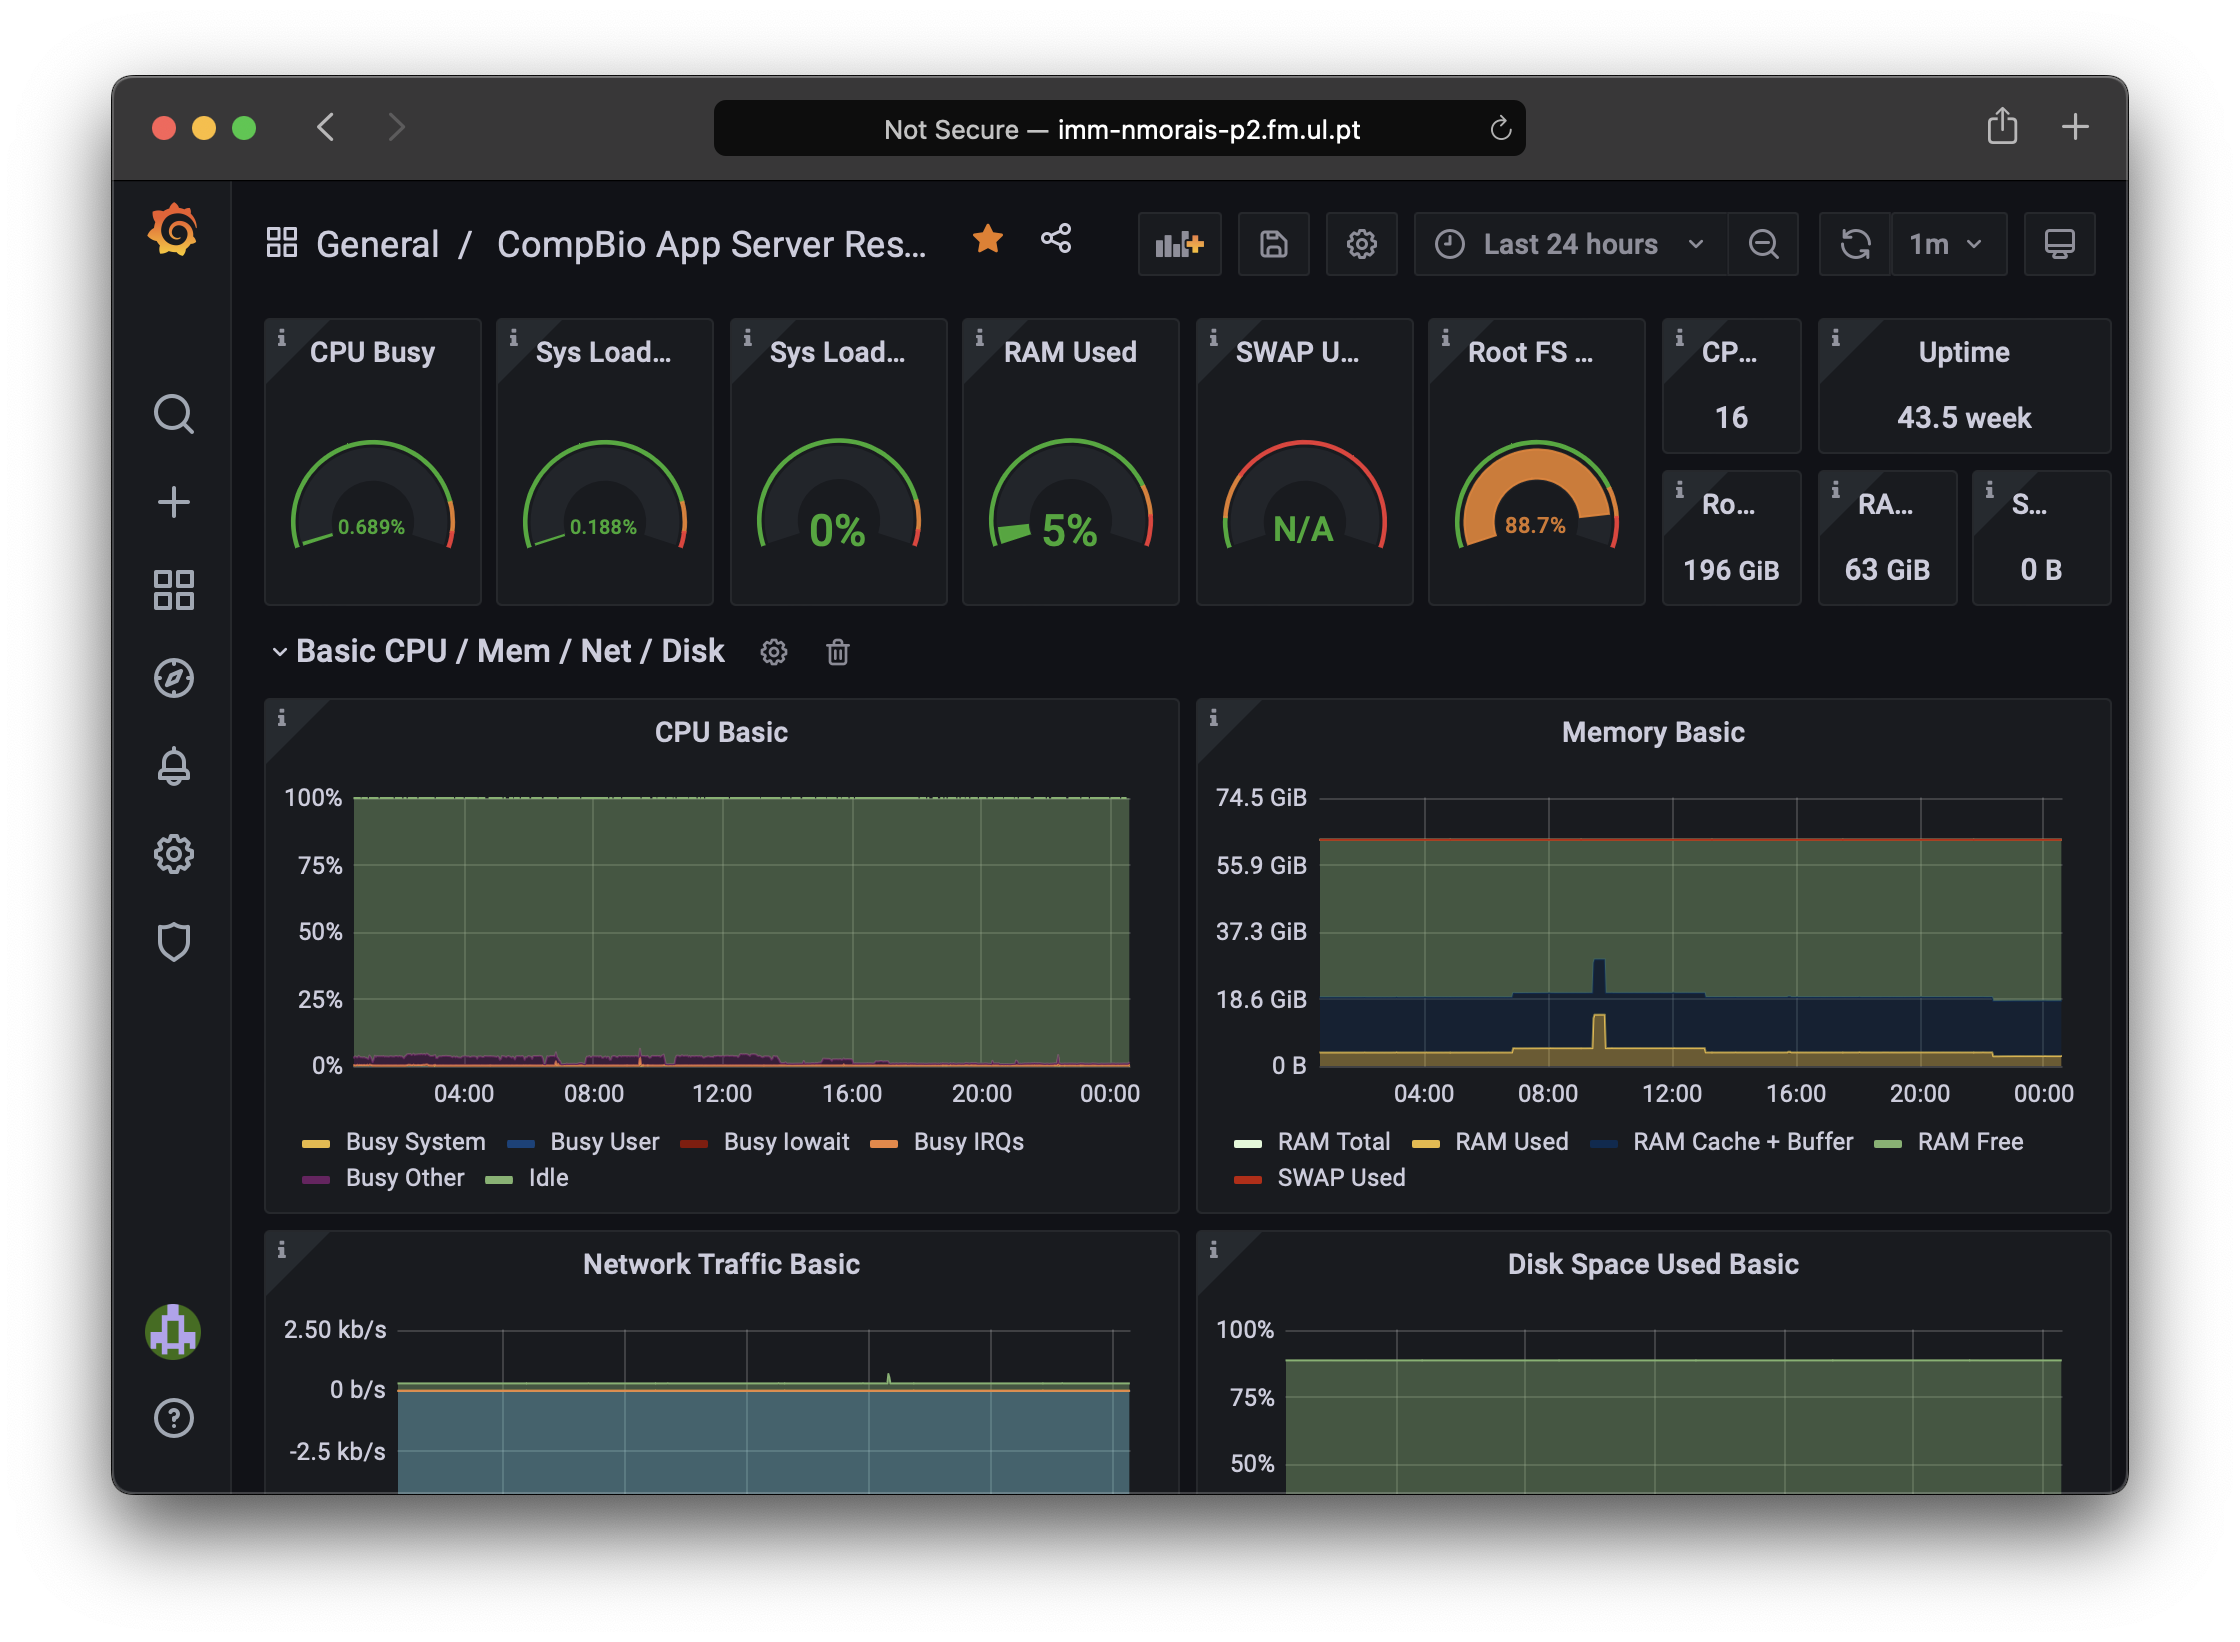 Not Secure — imm-nmorais-p2.fm.ul.pt
General / CompBio App Server Res...
Last 24 hours
1m
CPU Busy
0.689%
Sys Load...
0.188%
Sys Load...
0%
RAM Used
5%
SWAP U...
N/A
Root FS ...
88.7%
CP...
16
Uptime
43.5 week
Ro...
196 GiB
RA...
63 GiB
S...
0 B
Basic CPU / Mem / Net / Disk
CPU Basic
100%
75%
50%
25%
0%
04:00 08:00 12:00 16:00 20:00 00:00
Busy System Busy User Busy Iowait Busy IRQs
Busy Other Idle
Memory Basic
74.5 GiB
55.9 GiB
37.3 GiB
18.6 GiB
0 B
04:00 08:00 12:00 16:00 20:00 00:00
RAM Total RAM Used RAM Cache + Buffer RAM Free
SWAP Used
Network Traffic Basic
2.50 kb/s
0 b/s
-2.5 kb/s
Disk Space Used Basic
100%
75%
50%